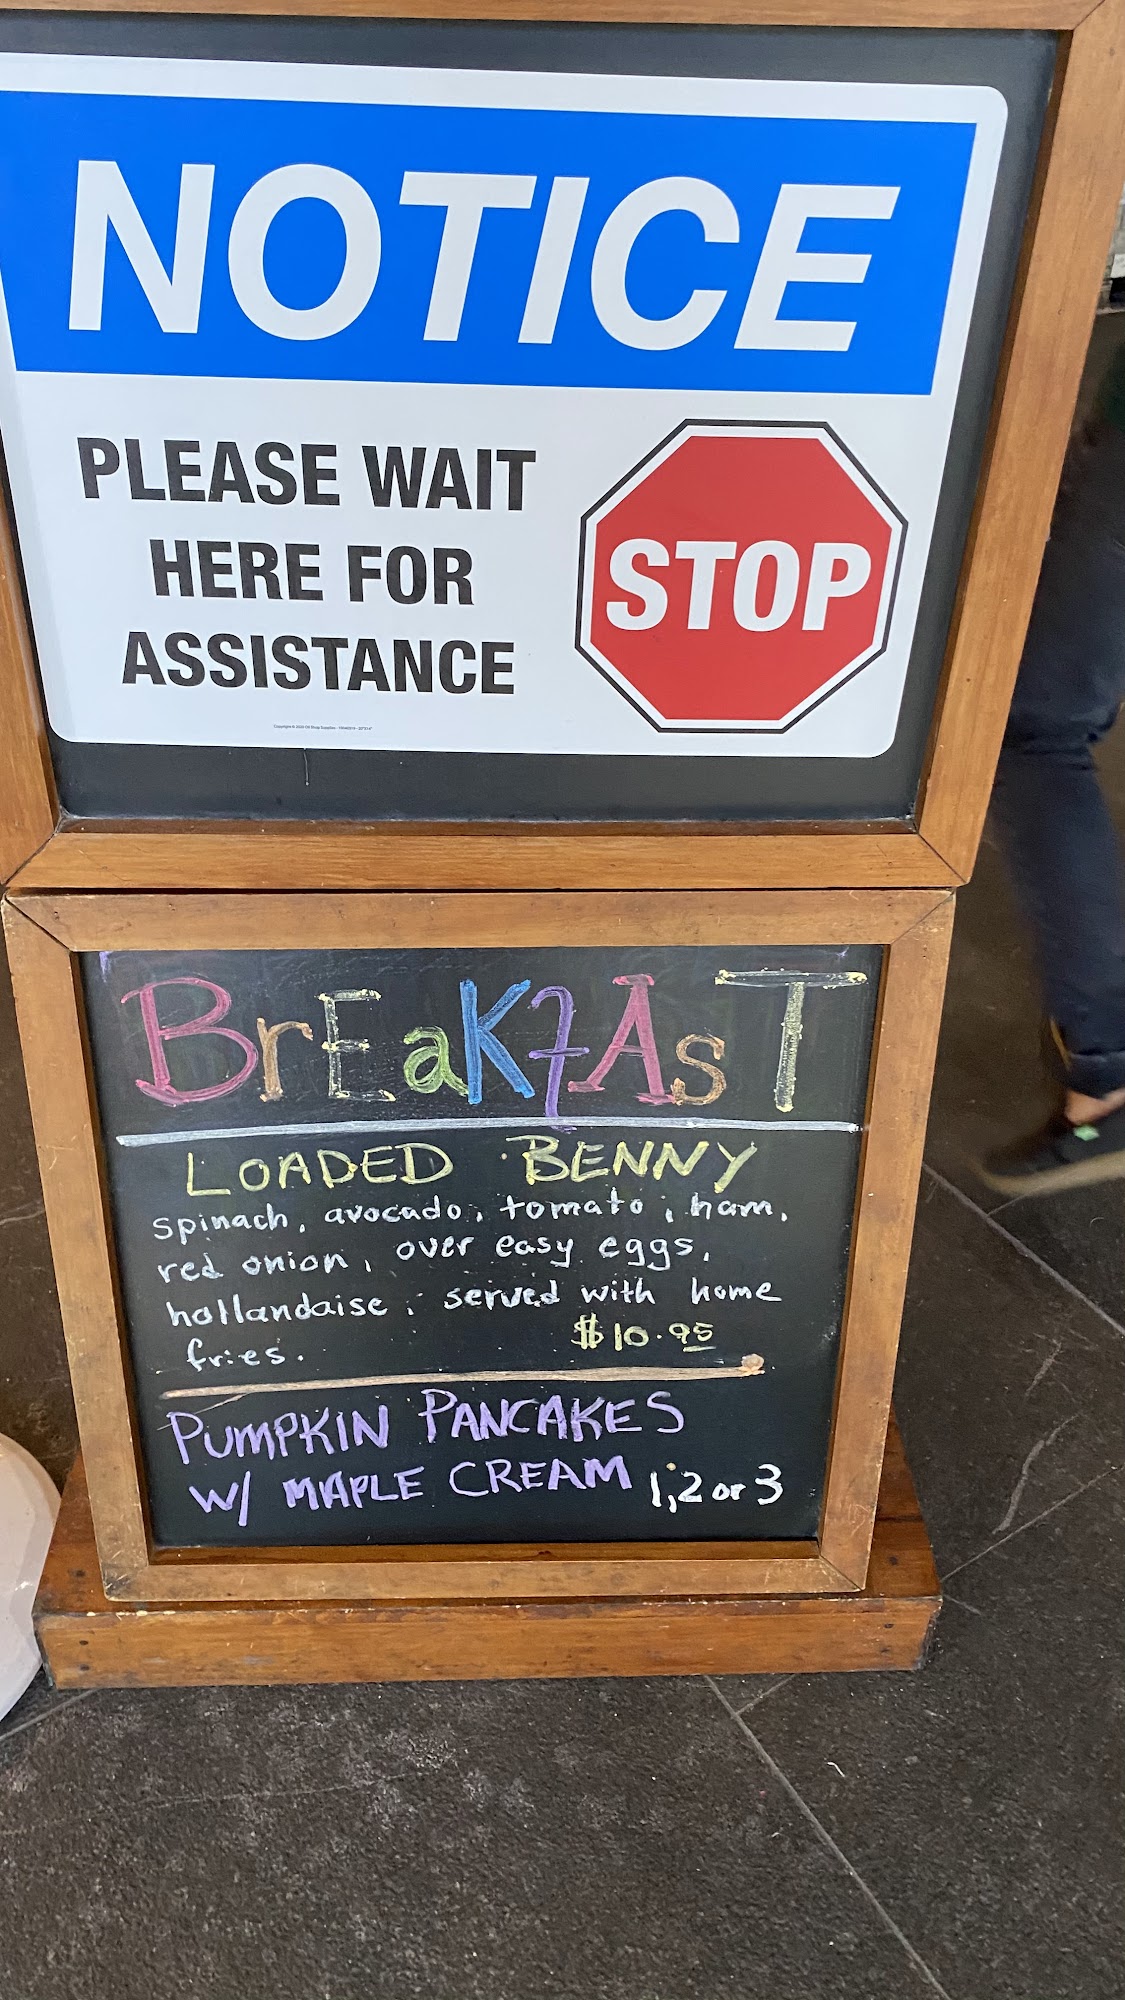 NOTICE
PLEASE WAIT
HERE FOR
ASSISTANCE
STOP
BrEaKfAsT
LOADED BENNY
spinach, avocado, tomato, ham,
red onion, over easy eggs,
hollandaise, served with home
fries. $10.95
PUMPKIN PANCAKES
W/ MAPLE CREAM 1,2 or 3